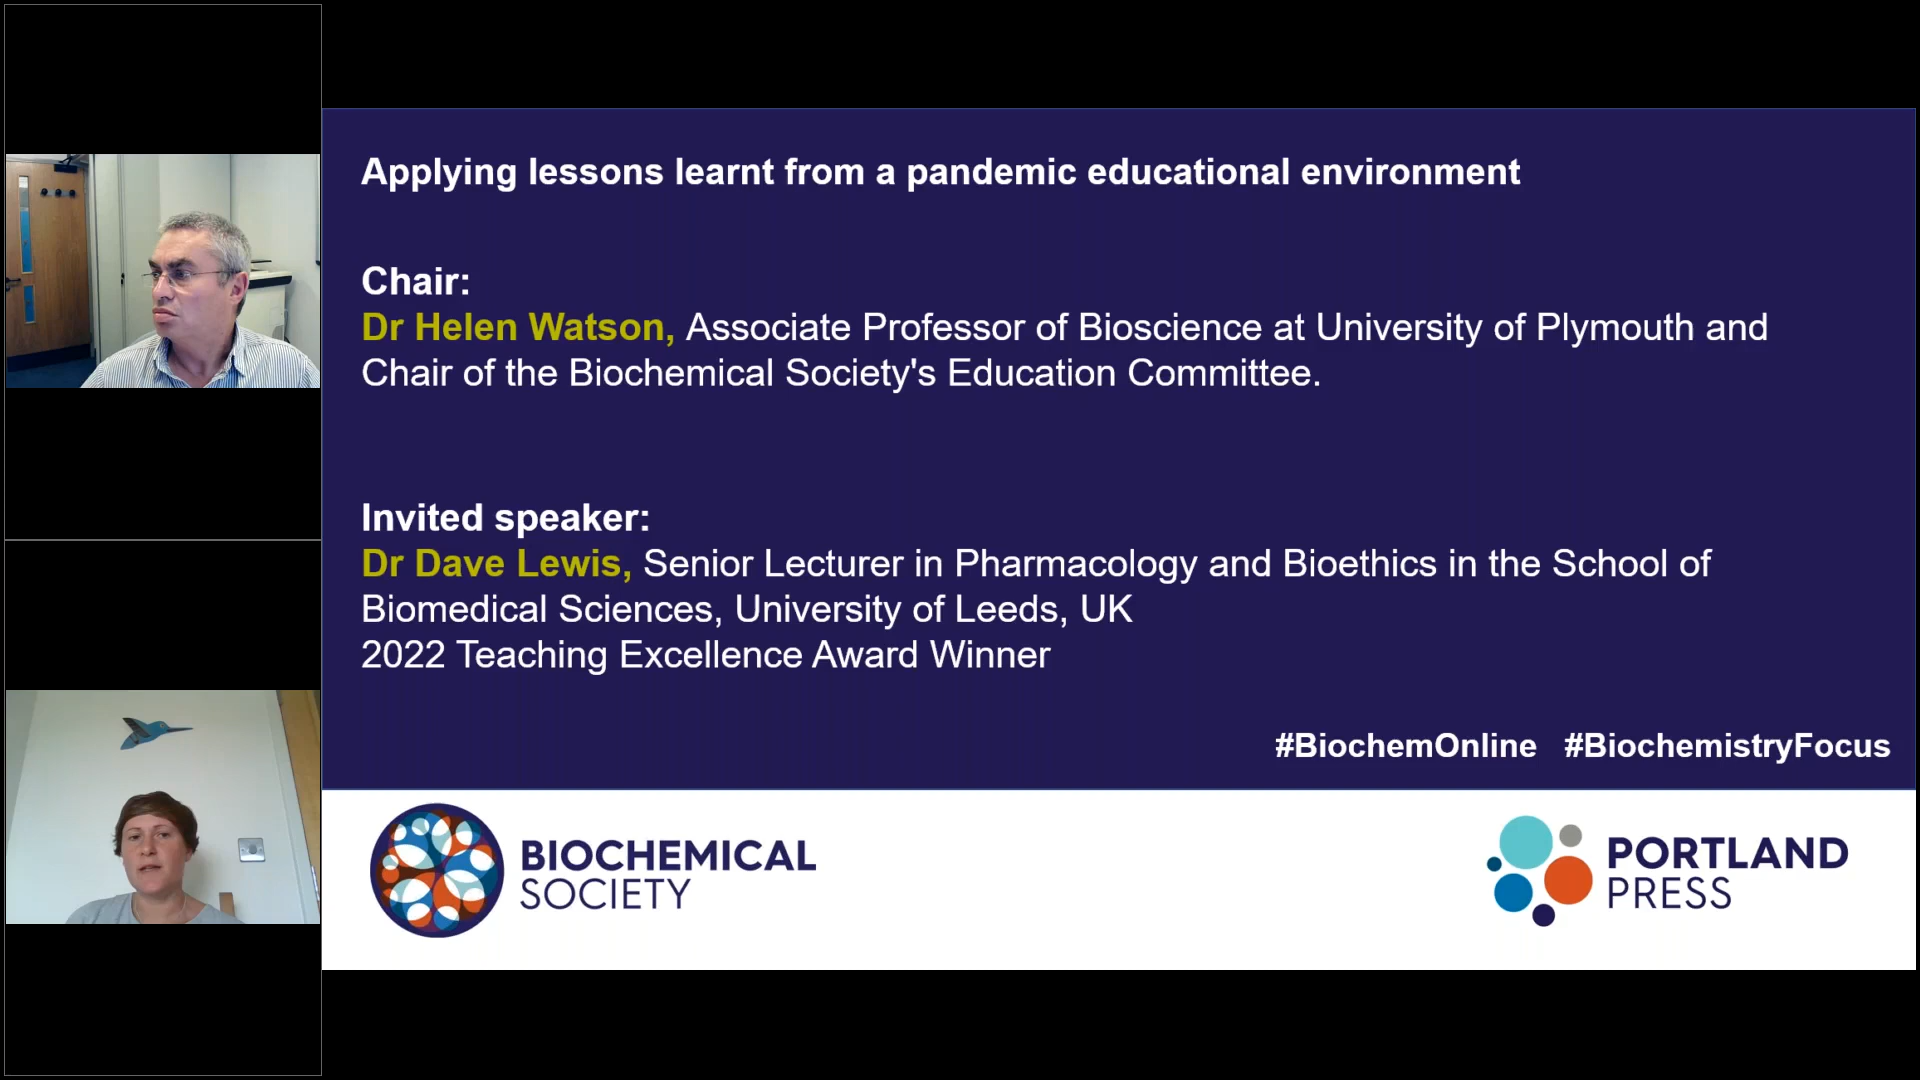 Applying lessons learnt from a pandemic educational environment
Chair:
Dr Helen Watson, Associate Professor of Bioscience at University of Plymouth and
Chair of the Biochemical Society's Education Committee.
Invited speaker:
Dr Dave Lewis, Senior Lecturer in Pharmacology and Bioethics in the School of
Biomedical Sciences, University of Leeds, UK
2022 Teaching Excellence Award Winner
#BiochemOnline #BiochemistryFocus
BIOCHEMICAL
SOCIETY
PORTLAND
PRESS